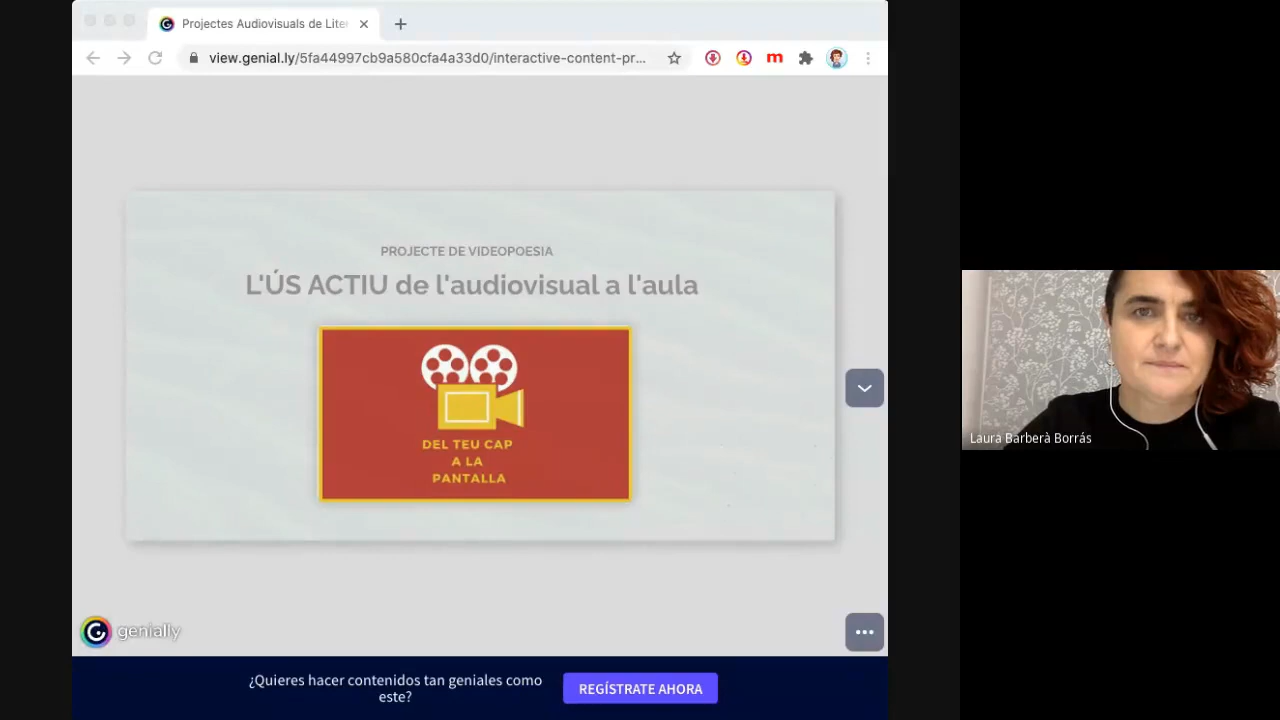 Projectes Audiovisuals de Lite
view.genial.ly/5fa44997cb9a580cfa4a33d0/interactive-content-pr...
m
PROJECTE DE VIDEOPOESIA
L'ÚS ACTIU de l'audiovisual a l'aula
DEL TEU CAP
A LA
PANTALLA
Laura Barberà Borrás
genially
¿Quieres hacer contenidos tan geniales como
este?
REGÍSTRATE AHORA